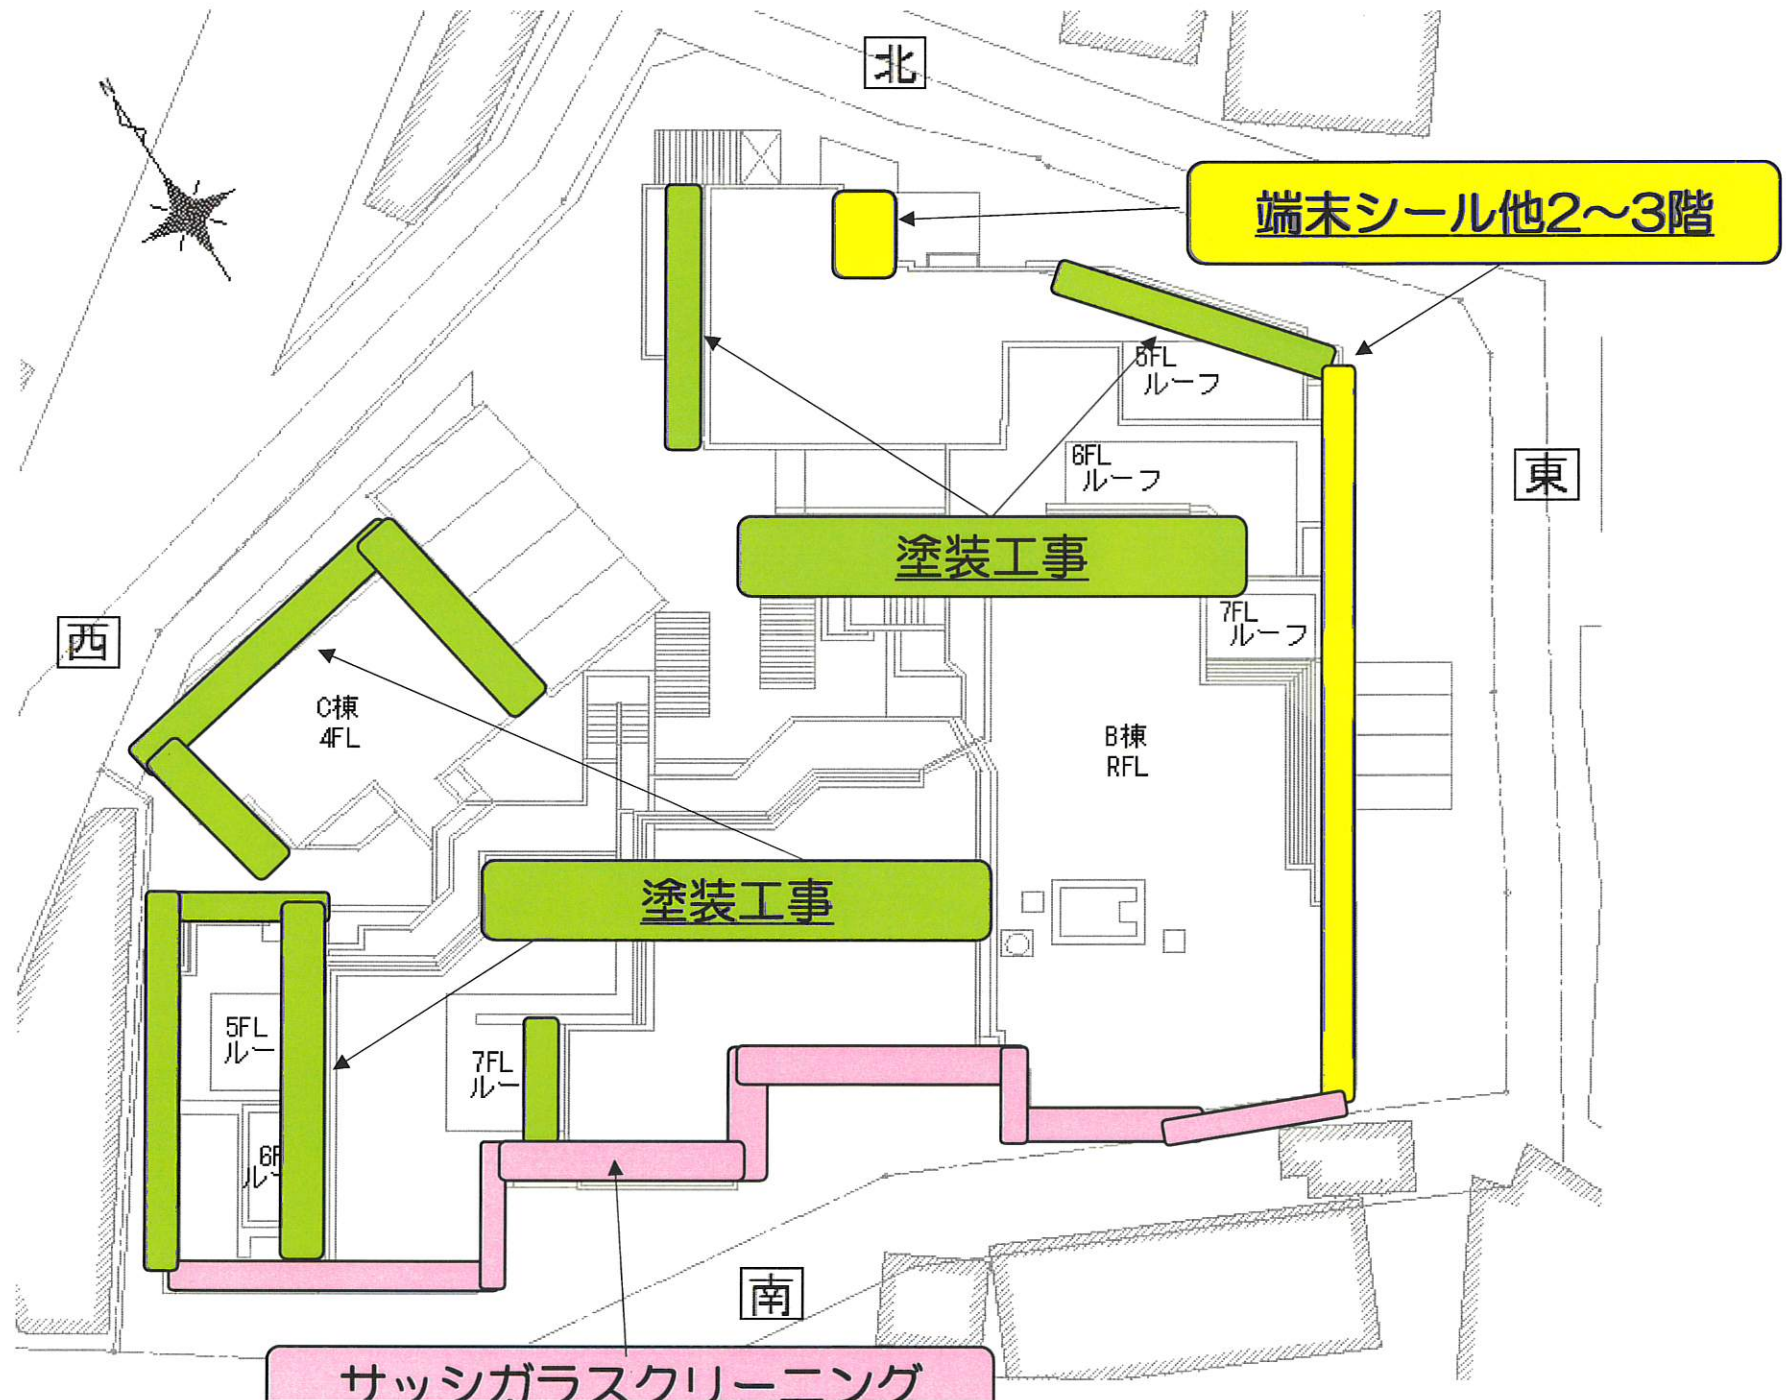 北
N
端末シール他2～3階
5FL
ルーフ
6FL
ルーフ
東
塗装工事
7FL
ルーフ
西
C棟
4FL
B棟
RFL
塗装工事
5FL
ルー
7FL
ルー
6F
ルー
南
サッシガラスクリーニング